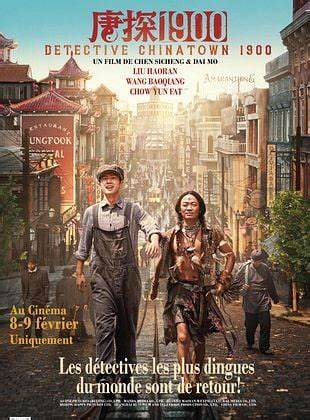 唐探1900
DETECTIVE CHINATOWN 1900
UN FILM DE CHEN SICHENG & DAI MO
LIU HAORAN
WANG BAOQIANG
CHOW YUN FAT
RESTAURANT
UNGFOOK
Au Cinéma
8-9 février
Uniquement
Les détectives les plus dingues
du monde sont de retour!